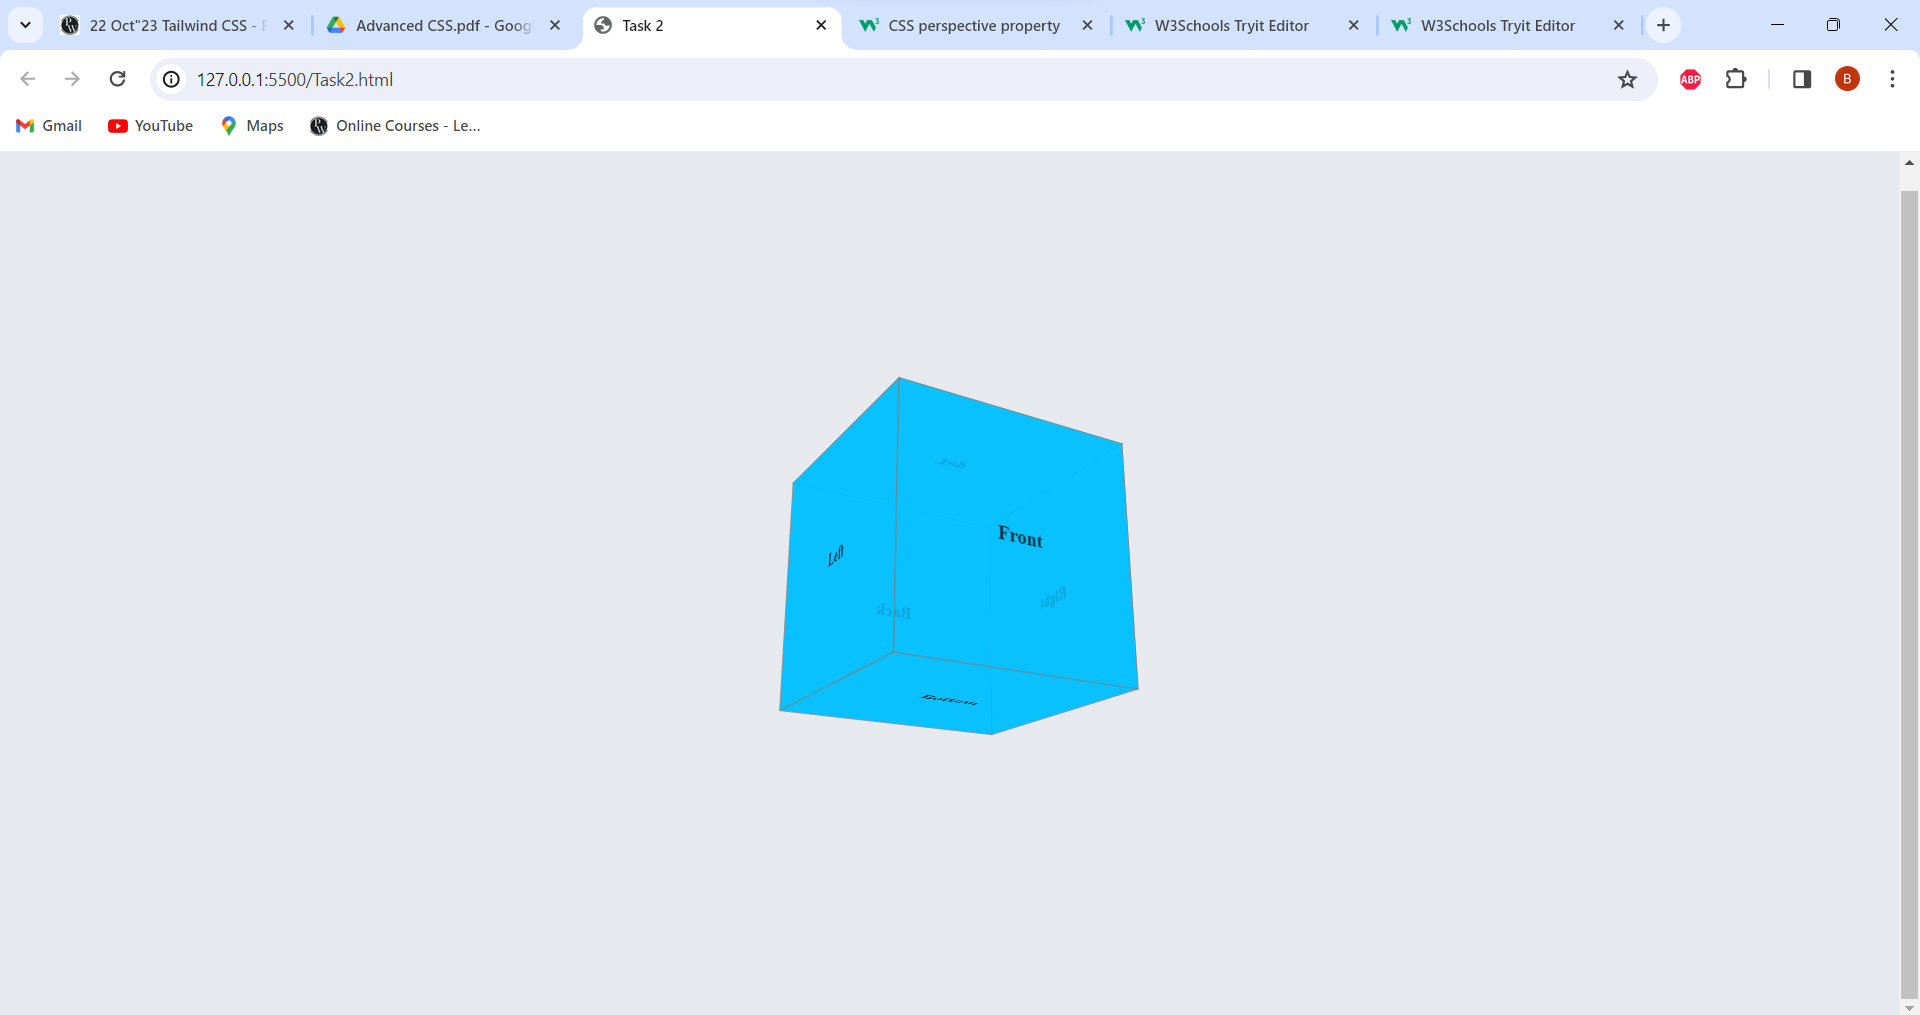 22 Oct"23 Tailwind CSS - P
Advanced CSS.pdf - Goog
Task 2
CSS perspective property
W3Schools Tryit Editor
W3Schools Tryit Editor
127.0.0.1:5500/Task2.html
ABP
B
Gmail
YouTube
Maps
Online Courses - Le...
Top
Front
Left
Right
Back
Bottom